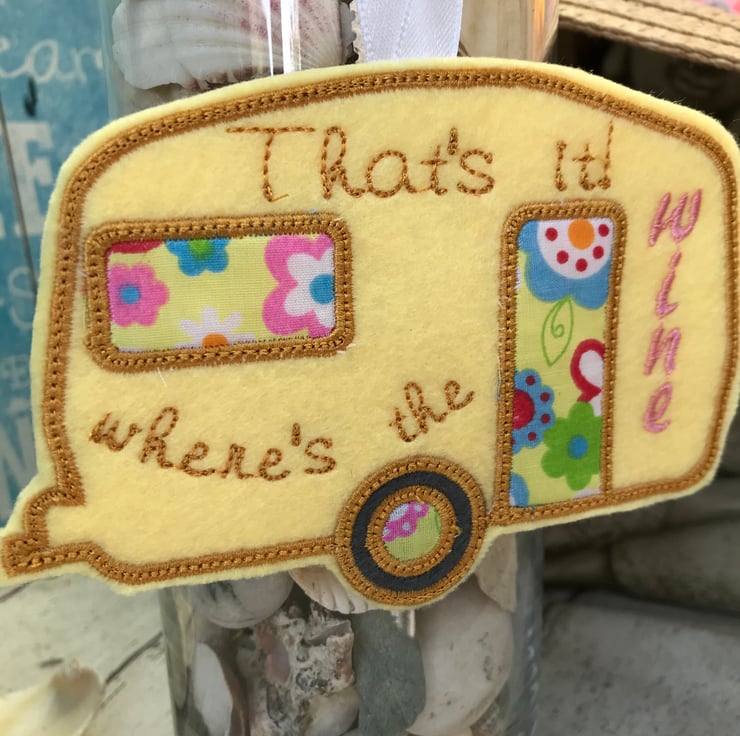 That's it!
where's the
wine